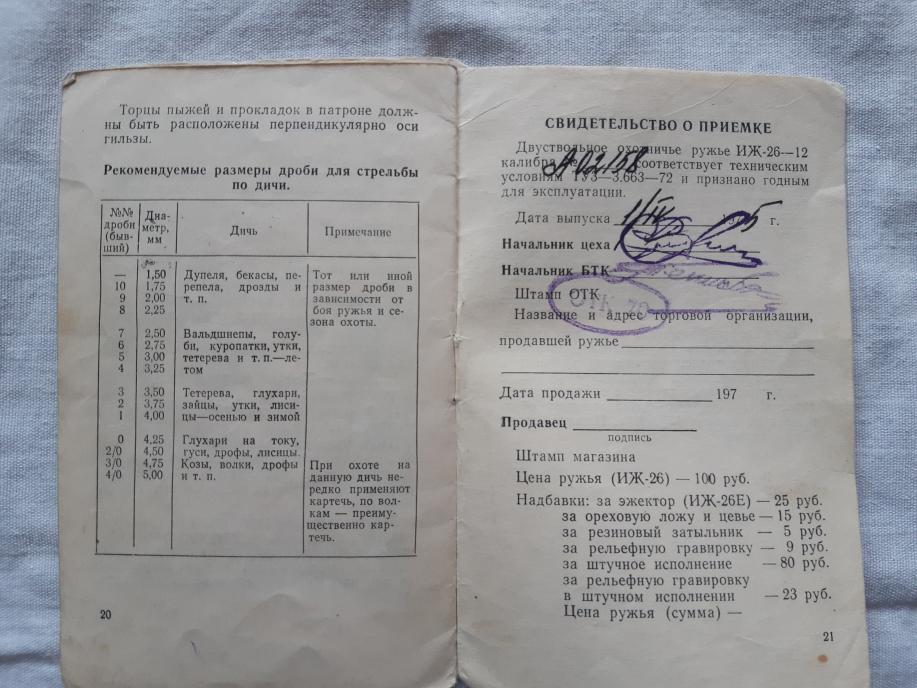 Торцы пыжей и прокладок в патроне долж-
ны быть расположены перпендикулярно оси
гильзы.
Рекомендуемые размеры дроби для стрельбы
по дичи.
№№ дроби (быв- ший)
Диа- метр, мм
Дичь
Примечание
— 1,50 Дупеля, бекасы, пе- Тот или иной
10 1,75 репела, дрозды и размер дроби в
9 2,00 т. п. зависимости от
8 2,25 боя ружья и се-
зона охоты.
7 2,50 Вальдшнепы, голу-
6 2,75 би, куропатки, утки,
5 3,00 тетерева и т. п.—ле-
4 3,25 том
3 3,50 Тетерева, глухари,
2 3,75 зайцы, утки, лиси-
1 4,00 цы—осенью и зимой
0 4,25 Глухари на току,
2/0 4,50 гуси, дрофы, лисицы.
3/0 4,75 Козы, волки, дрофы При охоте на
4/0 5,00 и т. п. данную дичь не-
редко применяют
картечь, по вол-
кам — преиму-
щественно кар-
течь.
20
СВИДЕТЕЛЬСТВО О ПРИЕМКЕ
Двуствольное охотничье ружье ИЖ-26—12
калибра № 02158 соответствует техническим
условиям ТУЗ—3.663—72 и признано годным
для эксплуатации.
Дата выпуска 5 г.
Начальник цеха
Начальник БТК
Штамп ОТК
ОТК 79
Название и адрес торговой организации,
продавшей ружье
Дата продажи 197 г.
Продавец
подпись
Штамп магазина
Цена ружья (ИЖ-26) — 100 руб.
Надбавки: за эжектор (ИЖ-26Е) — 25 руб.
за ореховую ложу и цевье — 15 руб.
за резиновый затыльник — 5 руб.
за рельефную гравировку — 9 руб.
за штучное исполнение — 80 руб.
за рельефную гравировку
в штучном исполнении — 23 руб.
Цена ружья (сумма) —
21